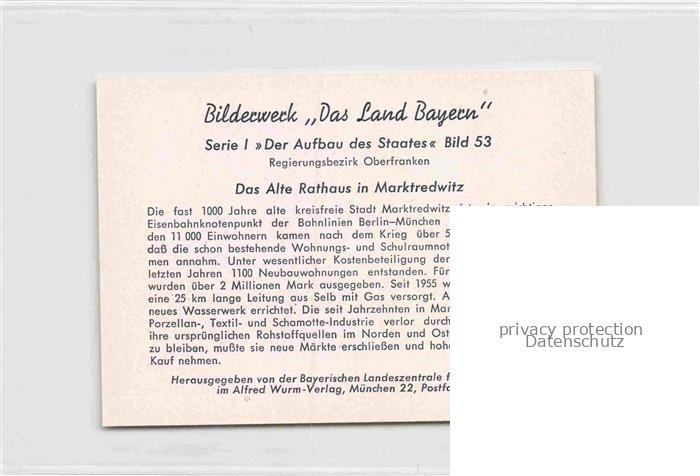 Bilderwerk „Das Land Bayern"
Serie I »Der Aufbau des Staates« Bild 53
Regierungsbezirk Oberfranken
Das Alte Rathaus in Marktredwitz
Die fast 1000 Jahre alte kreisfreie Stadt Marktredwitz
Eisenbahnknotenpunkt der Bahnlinien Berlin–München
den 11 000 Einwohnern kamen nach dem Krieg über 5
daß die schon bestehende Wohnungs- und Schulraumnot
men annahm. Unter wesentlicher Kostenbeteiligung der
letzten Jahren 1100 Neubauwohnungen entstanden. Für
wurden über 2 Millionen Mark ausgegeben. Seit 1955 w
eine 25 km lange Leitung aus Selb mit Gas versorgt. A
neues Wasserwerk errichtet. Die seit Jahrzehnten in Mar
Porzellan-, Textil- und Schamotte-Industrie verlor durch
ihre ursprünglichen Rohstoffquellen im Norden und Ost
zu bleiben, mußte sie neue Märkte erschließen und hohe
Kauf nehmen.
Herausgegeben von der Bayerischen Landeszentrale f
im Alfred Wurm-Verlag, München 22, Postfa
privacy protection
Datenschutz